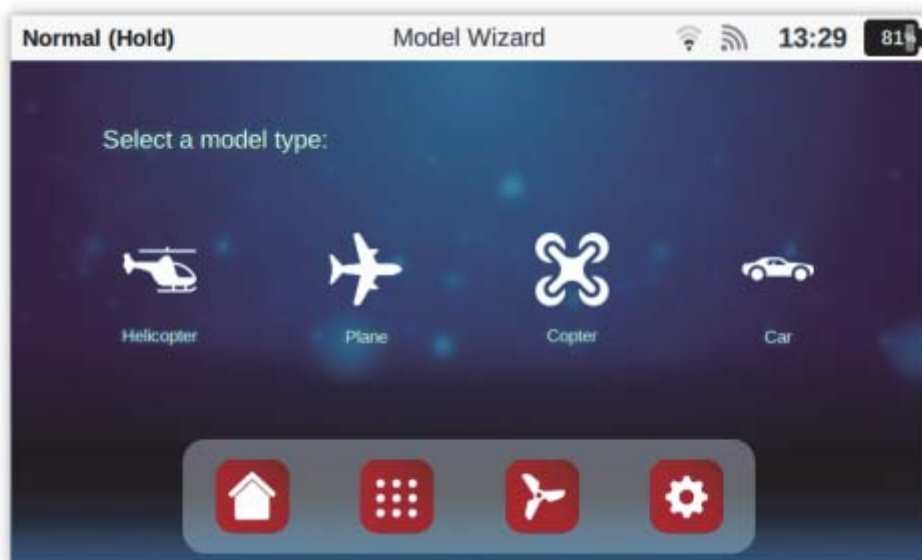 Normal (Hold) Model Wizard 13:29 81%
Select a model type:
Helicopter Plane Copter Car